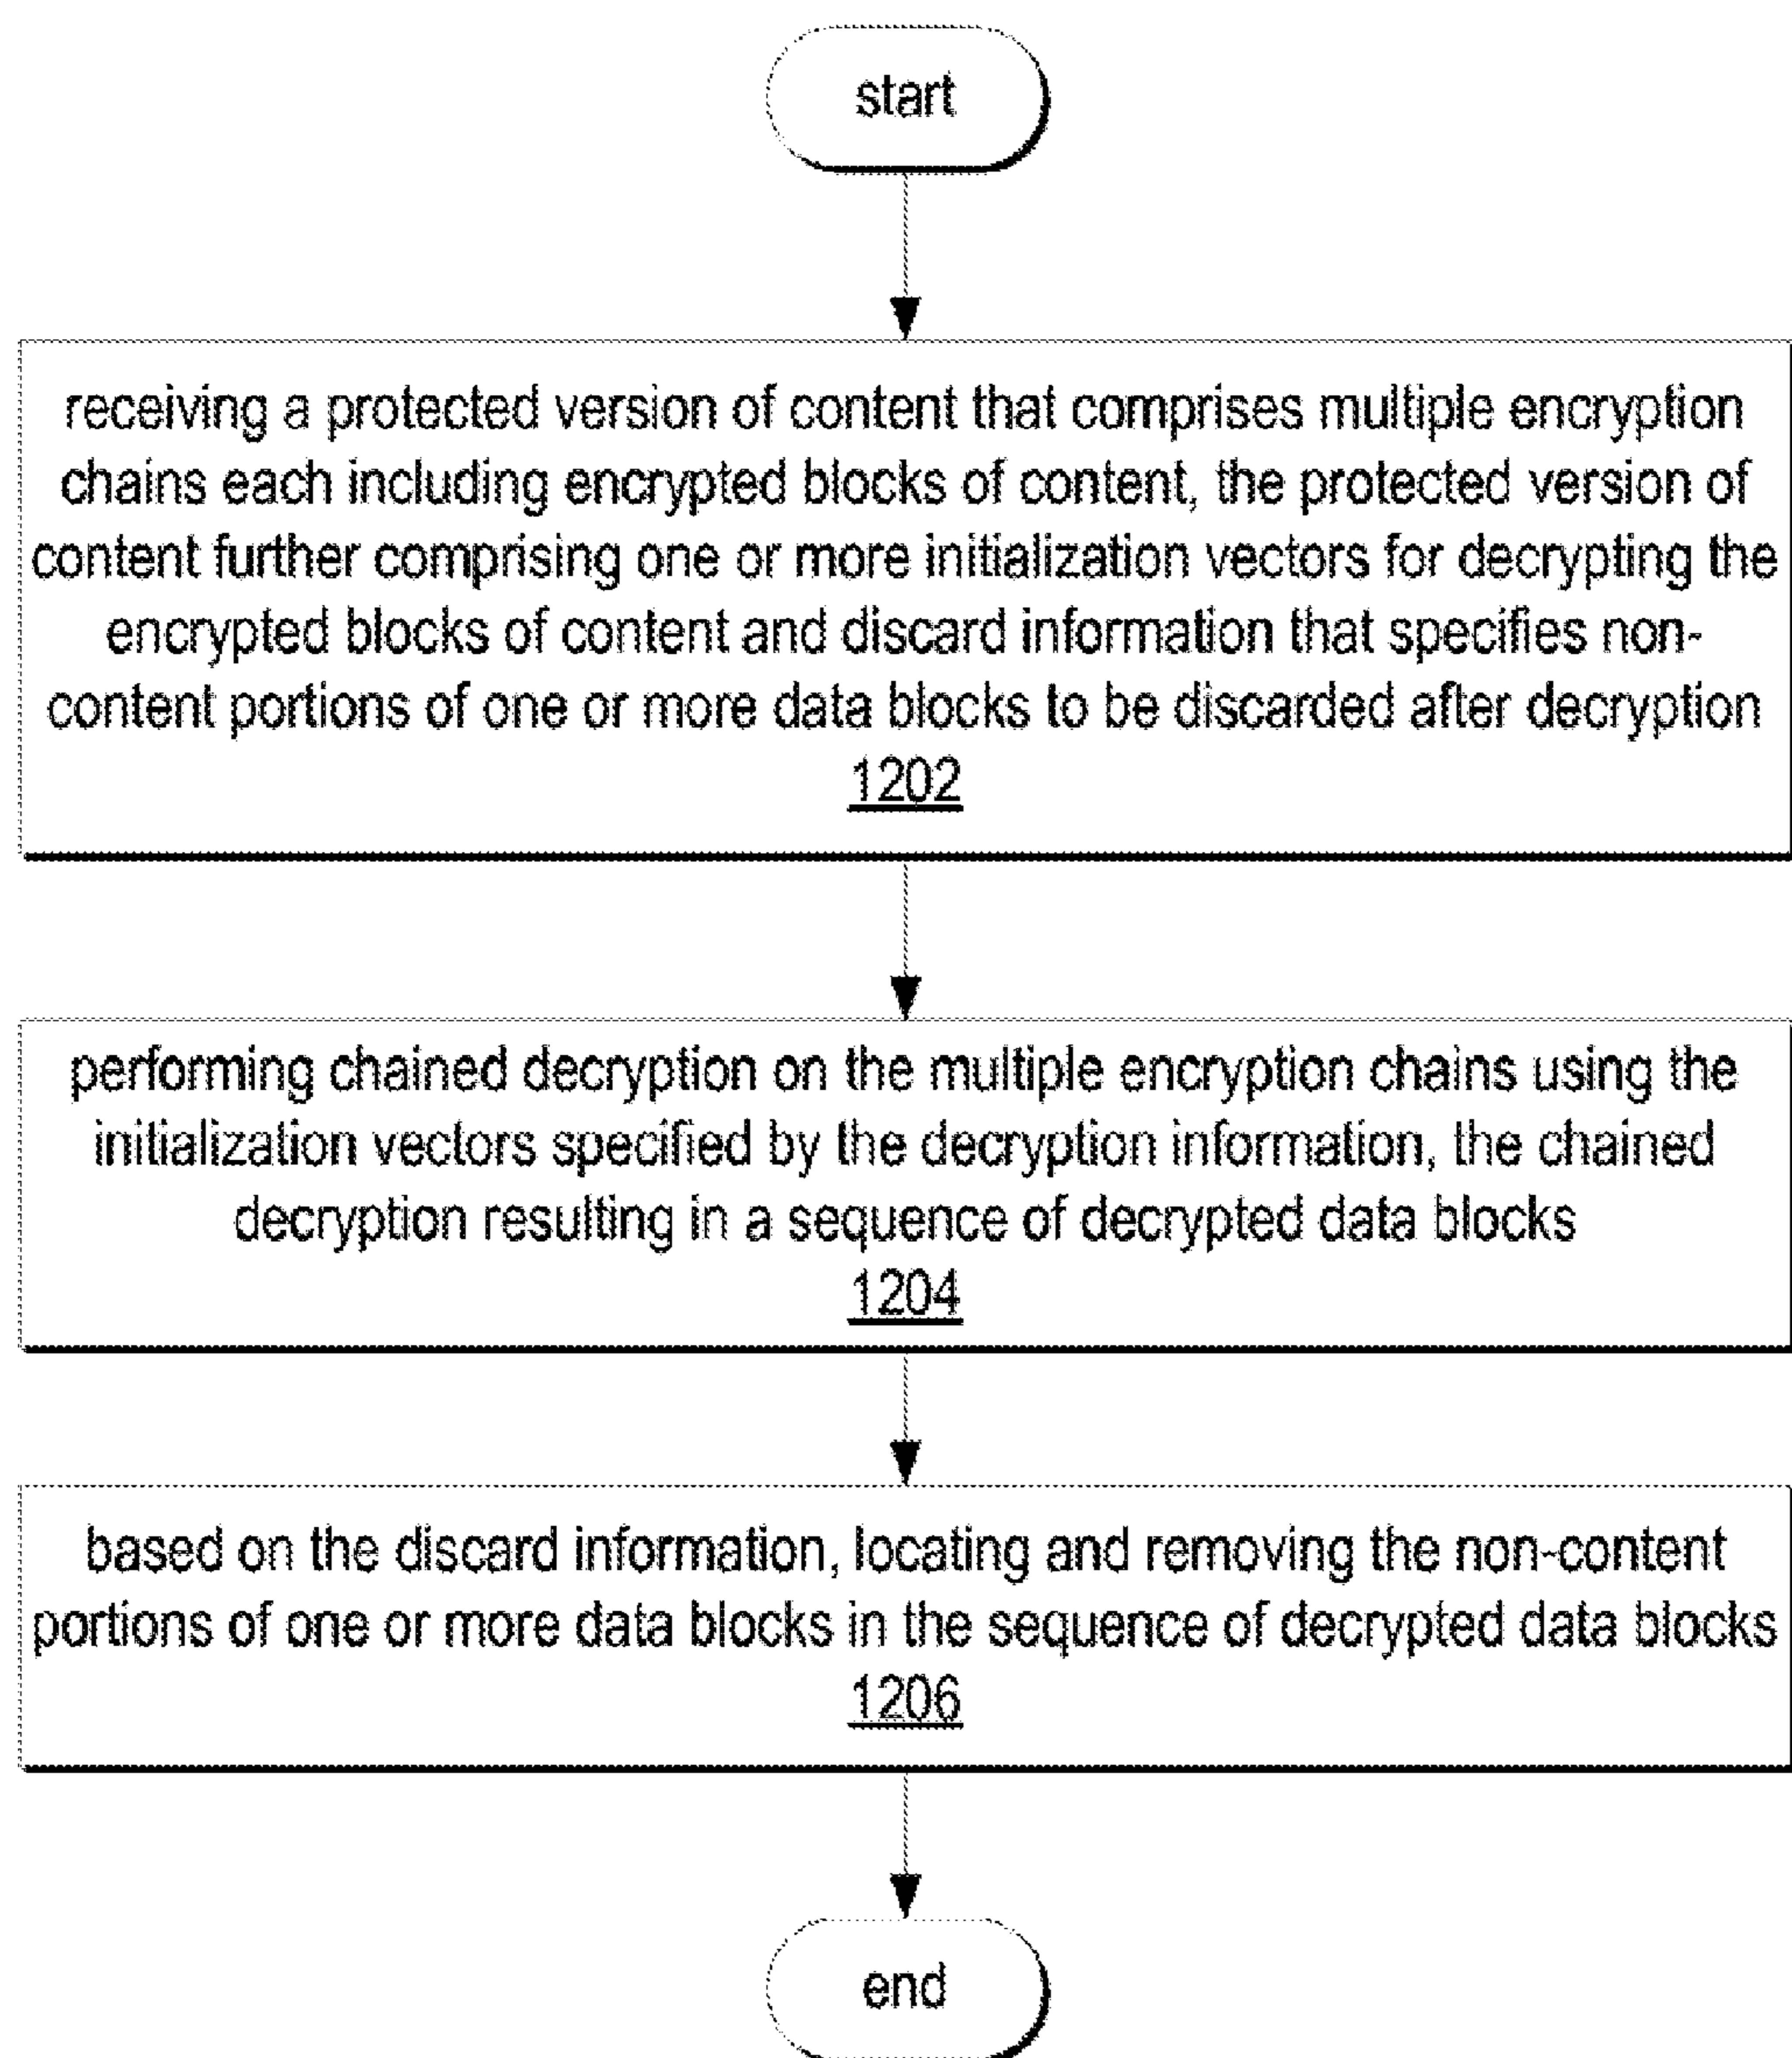 start
receiving a protected version of content that comprises multiple encryption
chains each including encrypted blocks of content, the protected version of
content further comprising one or more initialization vectors for decrypting the
encrypted blocks of content and discard information that specifies non-
content portions of one or more data blocks to be discarded after decryption
1202
performing chained decryption on the multiple encryption chains using the
initialization vectors specified by the decryption information, the chained
decryption resulting in a sequence of decrypted data blocks
1204
based on the discard information, locating and removing the non-content
portions of one or more data blocks in the sequence of decrypted data blocks
1206
end